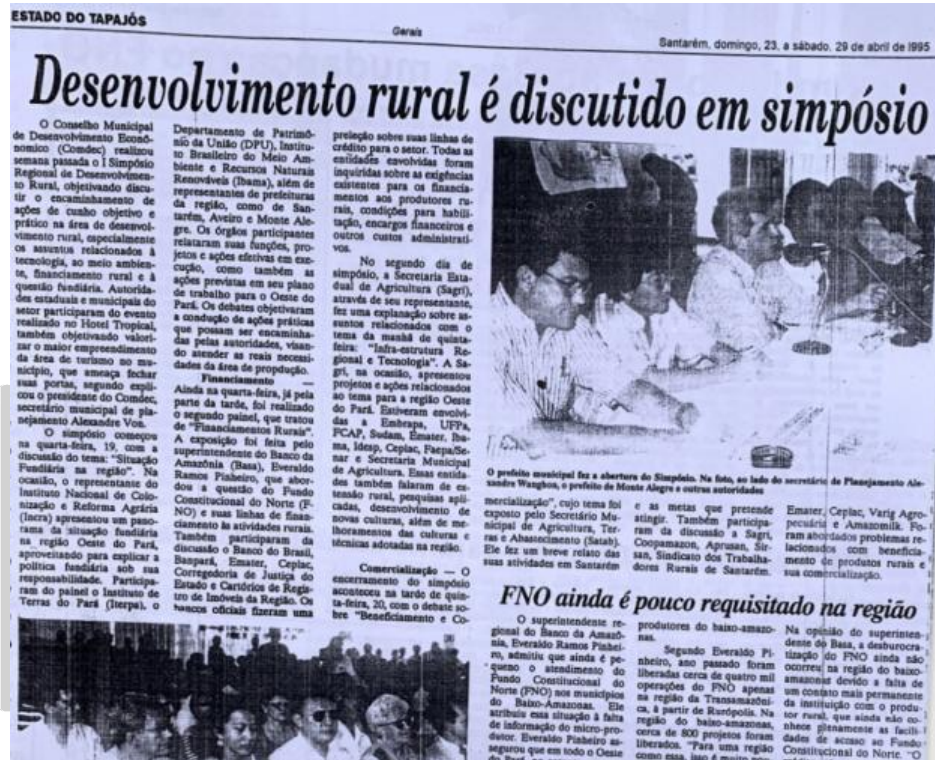 ESTADO DO TAPAJÓS
Gerais
Santarém, domingo, 23, a sábado, 29 de abril de 1995
Desenvolvimento rural é discutido em simpósio
O Conselho Municipal
de Desenvolvimento Econô-
nomico (Comdec) realizou
semana passada o I Simpósio
Regional de Desenvolvimen-
to Rural, objetivando discu-
tir o encaminhamento de
ações de cunho objetivo e
prático na área de desenvol-
vimento rural, especialmente
os assuntos relacionados à
tecnologia, ao meio ambien-
te, financiamento rural e à
questão fundiária. Autorida-
des estaduais e municipais do
setor participaram do evento
realizado no Hotel Tropical,
também objetivando valori-
zar o maior empreendimento
da área de turismo no mu-
nicípio, que ameaça fechar
suas portas, segundo expli-
cou o presidente do Comdec,
secretário municipal de pla-
nejamento Alexandre Von.
O simpósio começou
na quarta-feira, 19, com a
discussão do tema: "Situação
Fundiária na região". Na
ocasião, o representante do
Instituto Nacional de Colo-
nização e Reforma Agrária
(Incra) apresentou um pano-
rama da situação fundiária
na região Oeste do Pará,
aproveitando para explicar a
política fundiária sob sua
responsabilidade. Participa-
ram do painel o Instituto de
Terras do Pará (Iterpa), o
Departamento de Patrimô-
nio da União (DPU), Institu-
to Brasileiro do Meio Am-
biente e Recursos Naturais
Renováveis (Ibama), além de
representantes de prefeituras
da região, como de San-
tarém, Aveiro e Monte Ale-
gre. Os órgãos participantes
relataram suas funções, pro-
jetos e ações efetivas em exe-
cução, como também as
ações previstas em seu plano
de trabalho para o Oeste do
Pará. Os debates objetivaram
a condução de ações práticas
que possam ser encaminha-
das pelas autoridades, visan-
do atender as reais necessi-
dades da área de propdução.
Financiamento —
Ainda na quarta-feira, já pela
parte da tarde, foi realizado
o segundo painel, que tratou
de "Financiamentos Rurais".
A exposição foi feita pelo
superintendente do Banco da
Amazônia (Basa), Everaldo
Ramos Pinheiro, que abor-
dou a questão do Fundo
Constitucional do Norte (F-
NO) e suas linhas de finan-
ciamento às atividades rurais.
Também participaram da
discussão o Banco do Brasil,
Banpará, Emater, Ceplac,
Corregedoria de Justiça do
Estado e Cartórios de Regis-
tro de Imóveis da Região. Os
bancos oficiais fizeram uma
preleção sobre suas linhas de
crédito para o setor. Todas as
entidades envolvidas foram
inquiridas sobre as exigências
existentes para os financia-
mentos aos produtores ru-
rais, condições para habili-
tação, encargos financeiros e
outros custos administrati-
vos.
No segundo dia de
simpósio, a Secretaria Esta-
dual de Agricultura (Sagri),
através de seu representante,
fez uma explanação sobre as-
suntos relacionados com o
tema da manhã de quinta-
feira: "Infra-estrutura Re-
gional e Tecnologia". A Sa-
gri, na ocasião, apresentou
projetos e ações relacionados
ao tema para a região Oeste
do Pará. Estiveram envolvi-
das a Embrapa, UFPa,
FCAP, Sudam, Emater, Iba-
ma, Idesp, Ceplac, Faepa/Se-
nar e Secretaria Municipal
de Agricultura. Essas entida-
des também falaram de ex-
tensão rural, pesquisas apli-
cadas, desenvolvimento de
novas culturas, além de me-
lhoramentos das culturas e
técnicas adotadas na região.
Comercialização — O
encerramento do simpósio
aconteceu na tarde de quin-
ta-feira, 20, com o debate so-
bre "Beneficiamento e Co-
O prefeito municipal fez a abertura do Simpósio. Na foto, ao lado do secretário de Planejamento Ale-
xandre Wanghon, o prefeito de Monte Alegre e outras autoridades
mercialização", cujo tema foi
exposto pelo Secretário Mu-
nicipal de Agricultura, Ter-
ras e Abastecimento (Satab).
Ele fez um breve relato das
suas atividades em Santarém
e as metas que pretende
atingir. Também participa-
ram da discussão a Sagri,
Coopamazon, Aprusan, Sir-
san, Sindicato dos Trabalha-
dores Rurais de Santarém.
Emater, Ceplac, Varig Agro-
pecuária e Amazomilk. Fo-
ram abordados problemas re-
lacionados com beneficia-
mento de produtos rurais e
sua comercialização.
FNO ainda é pouco requisitado na região
O superintendente re-
gional do Banco da Amazô-
nia, Everaldo Ramos Pinhei-
ro, admitiu que ainda é pe-
queno o atendimento do
Fundo Constitucional do
Norte (FNO) nos municípios
do Baixo-Amazonas. Ele
atribuiu essa situação à falta
de informação do micro-pro-
dutor. Everaldo Pinheiro as-
segurou que em todo o Oeste
produtores do baixo-amazo-
nas.
Segundo Everaldo Pi-
nheiro, ano passado foram
liberadas cerca de quatro mil
operações do FNO apenas
na região da Transamazôni-
ca, à partir de Rurópolis. Na
região do baixo-amazonas,
cerca de 800 projetos foram
liberados. "Para uma região
como essa, isso é muito
Na opinião do superinten-
dente do Basa, a desburocra-
tização do FNO ainda não
ocorreu na região do baixo-
amazonas devido a falta de
um contato mais permanente
da instituição com o produ-
tor rural, que ainda não co-
nhece plenamente as facili-
dades de acesso ao Fundo
Constitucional do Norte. "O